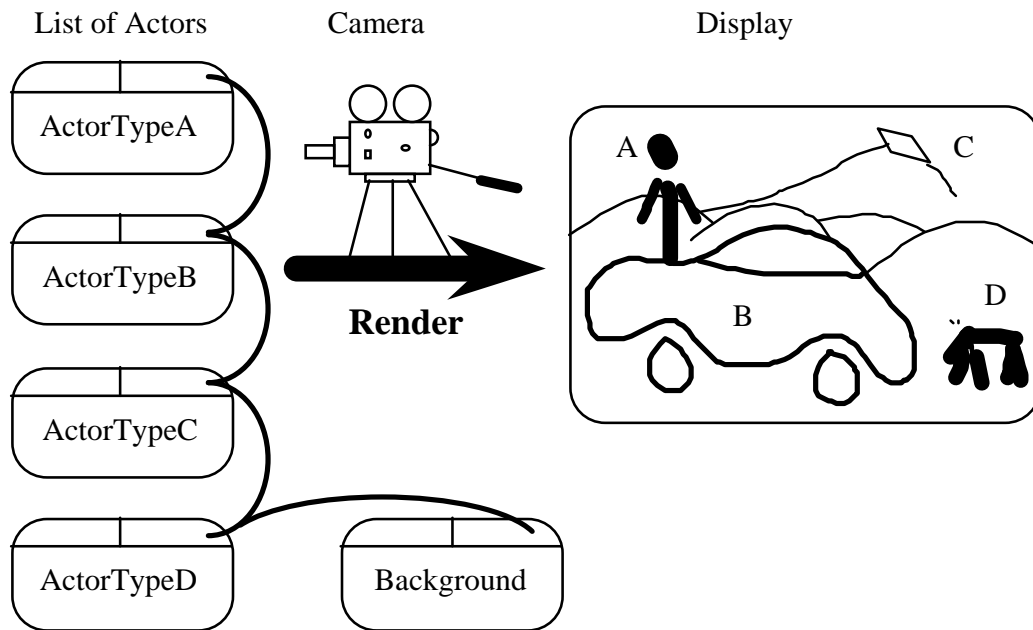 List of Actors
Camera
Display
ActorTypeA
ActorTypeB
ActorTypeC
ActorTypeD
Background
Render
A
C
B
D